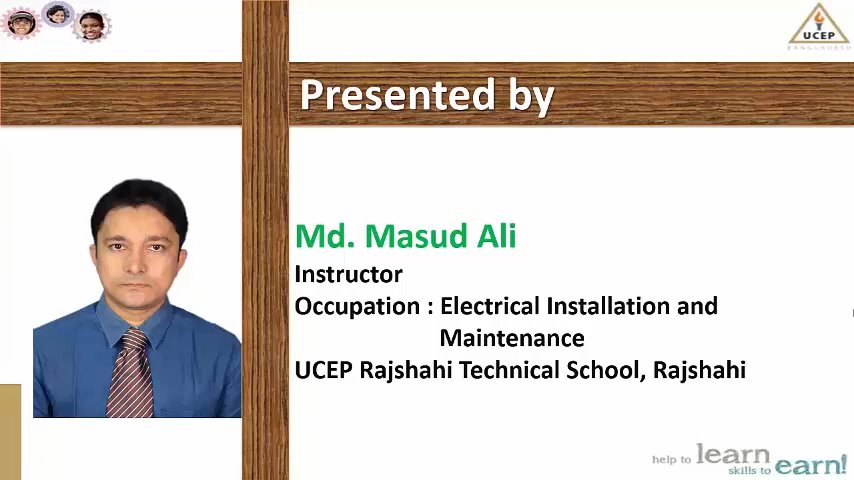 UCEP
BANGLADESH
Presented by
Md. Masud Ali
Instructor
Occupation : Electrical Installation and
Maintenance
UCEP Rajshahi Technical School, Rajshahi
help to learn
skills to earn!